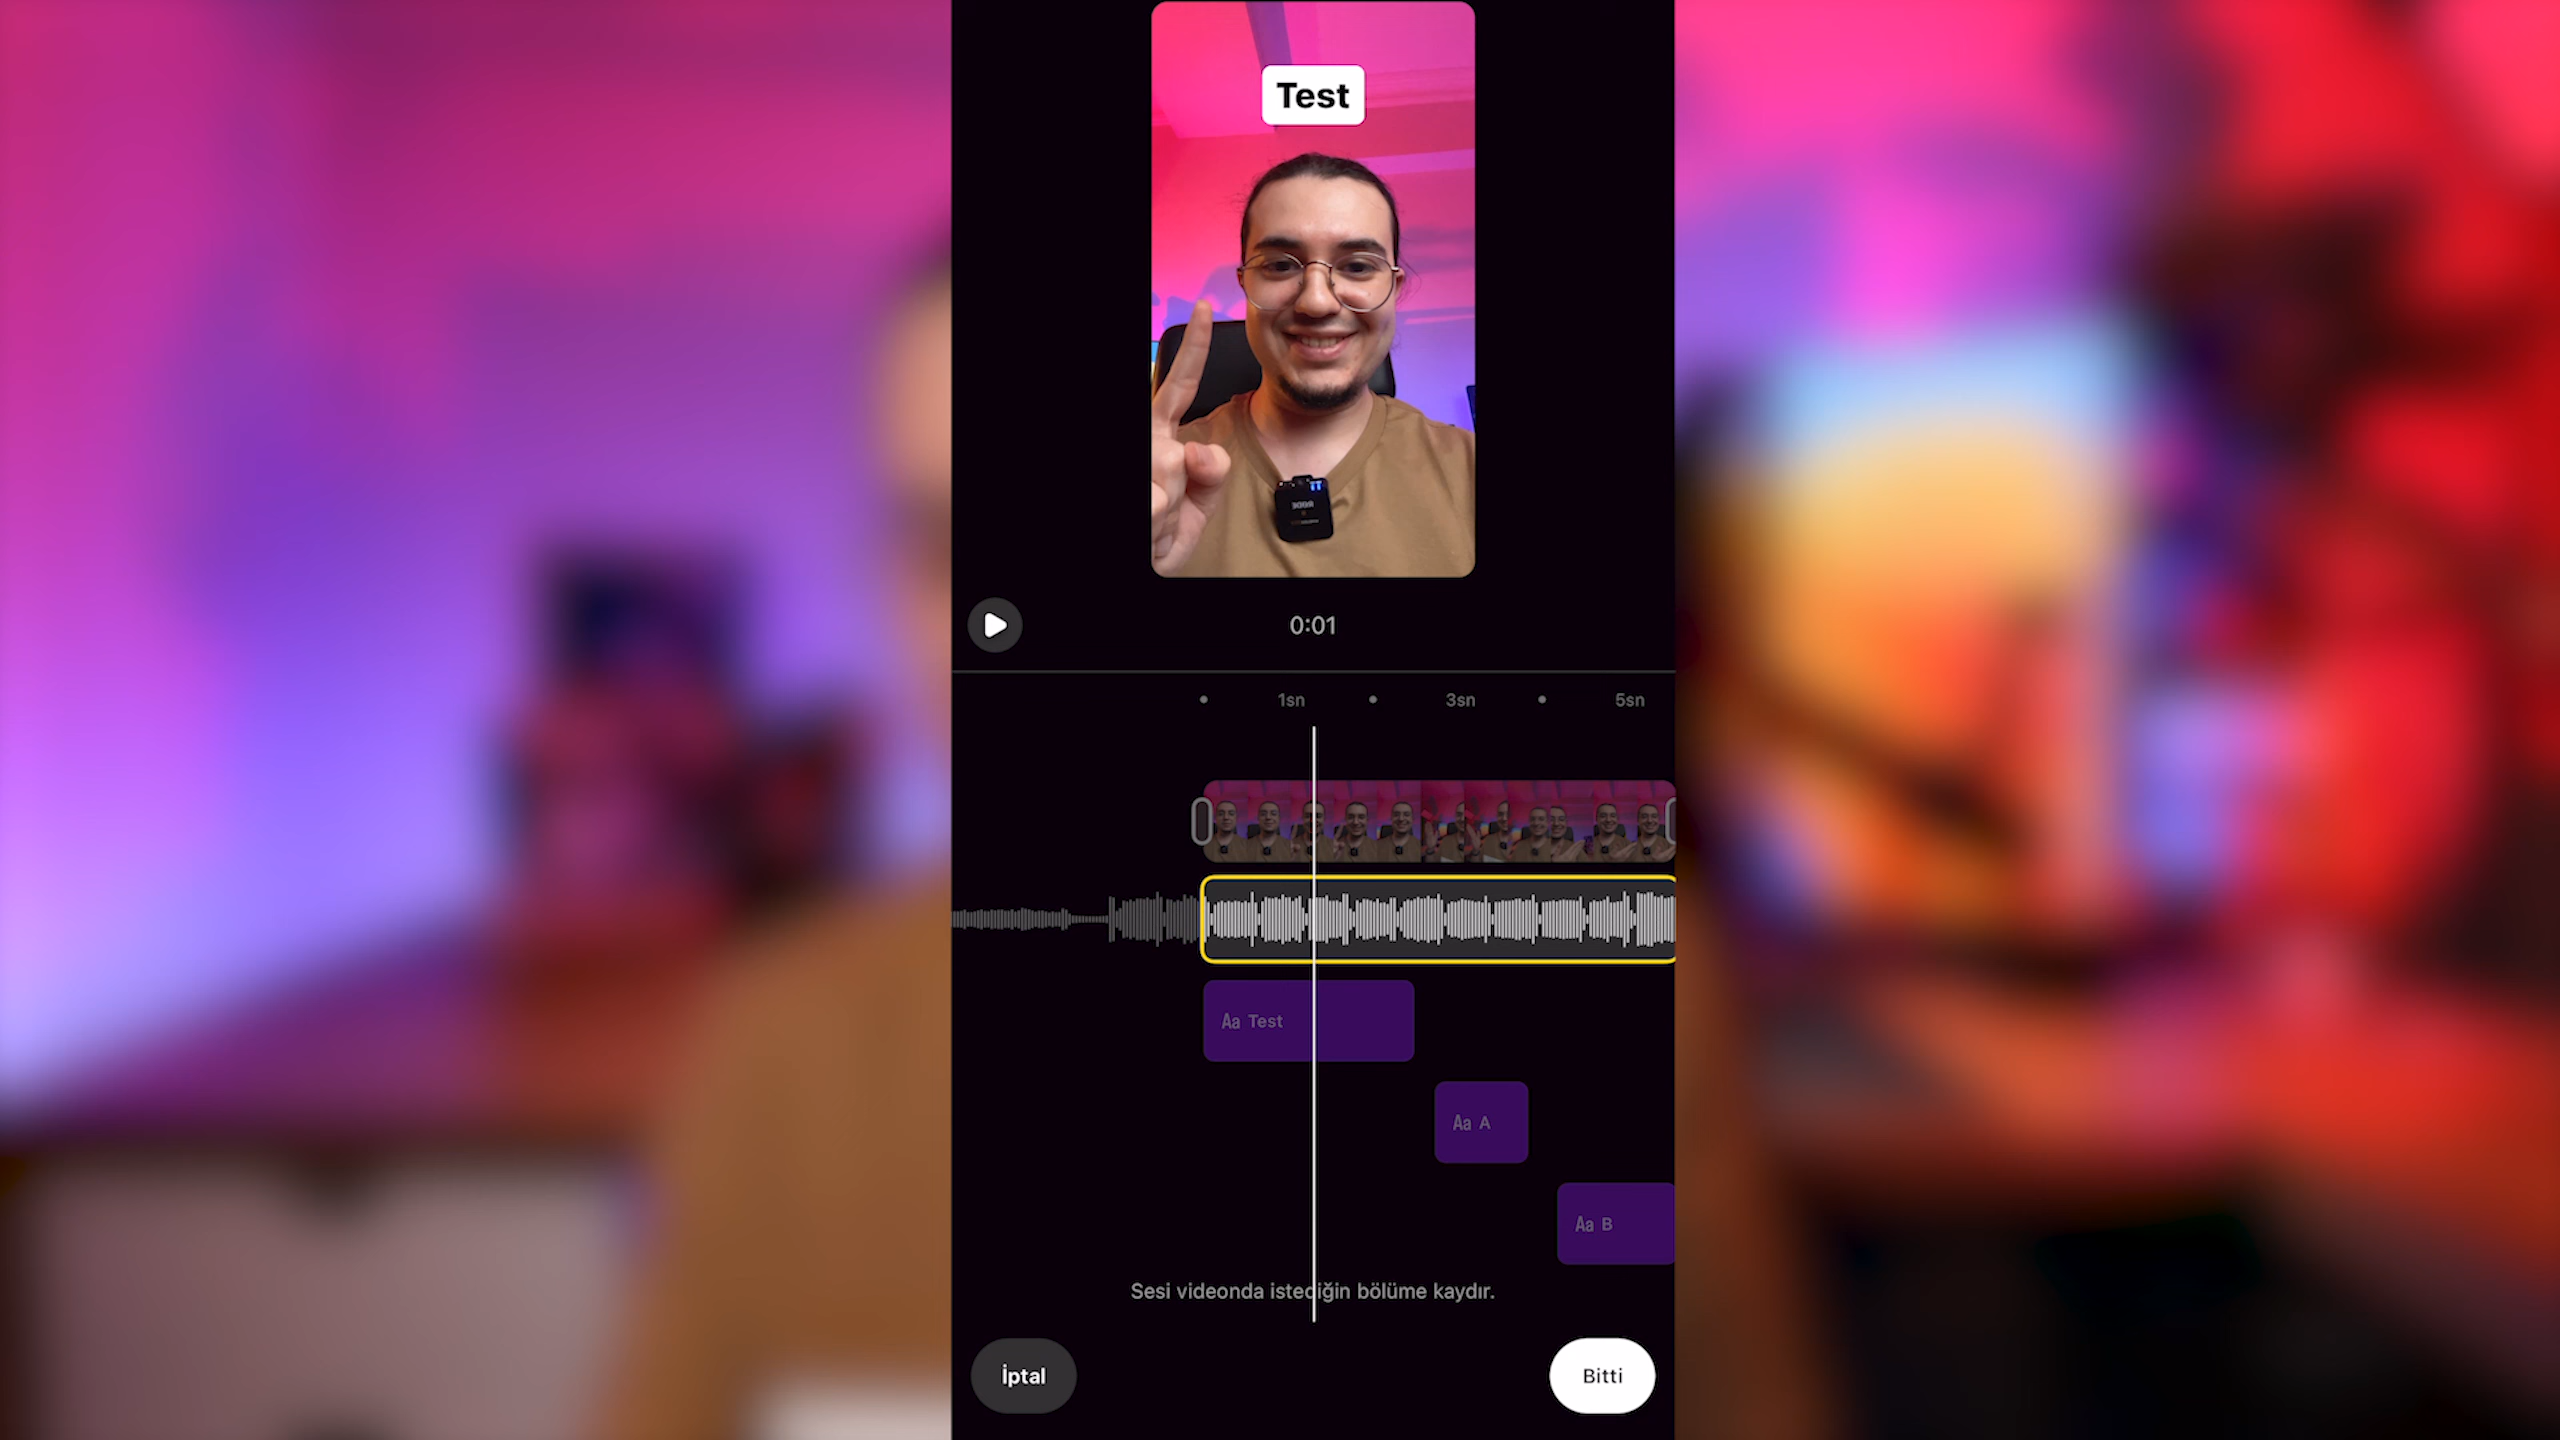 Test
0:01
1sn
3sn
5sn
Aa Test
Aa A
Aa B
Sesi videonda istediğin bölüme kaydır.
İptal
Bitti